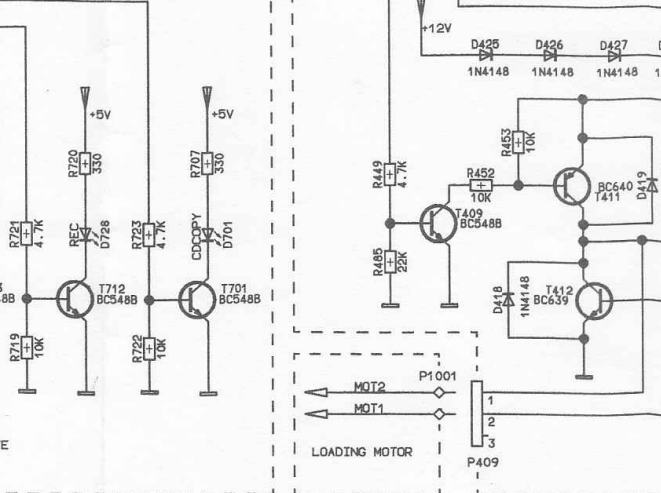 +12V
D425
D426
D427
1N4148
1N4148
1N4148
+5V
+5V
R720
330
R707
330
R453
10K
R449
4.7K
R452
10K
BC640
T411
D419
R721
4.7K
REC
D728
R723
4.7K
CDCOPY
D701
T409
BC548B
R485
22K
T712
BC548B
T701
BC548B
D418
1N4148
T412
BC639
R719
10K
R722
10K
P1001
MOT2
MOT1
1
2
3
LOADING MOTOR
P409